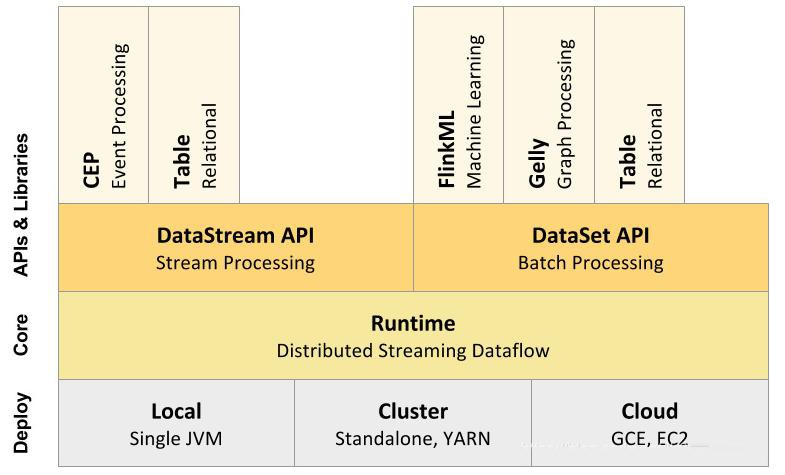 CEP
Event Processing
Table
Relational
FlinkML
Machine Learning
Gelly
Graph Processing
Table
Relational
APIs & Libraries
DataStream API
Stream Processing
DataSet API
Batch Processing
Core
Runtime
Distributed Streaming Dataflow
Deploy
Local
Single JVM
Cluster
Standalone, YARN
Cloud
GCE, EC2